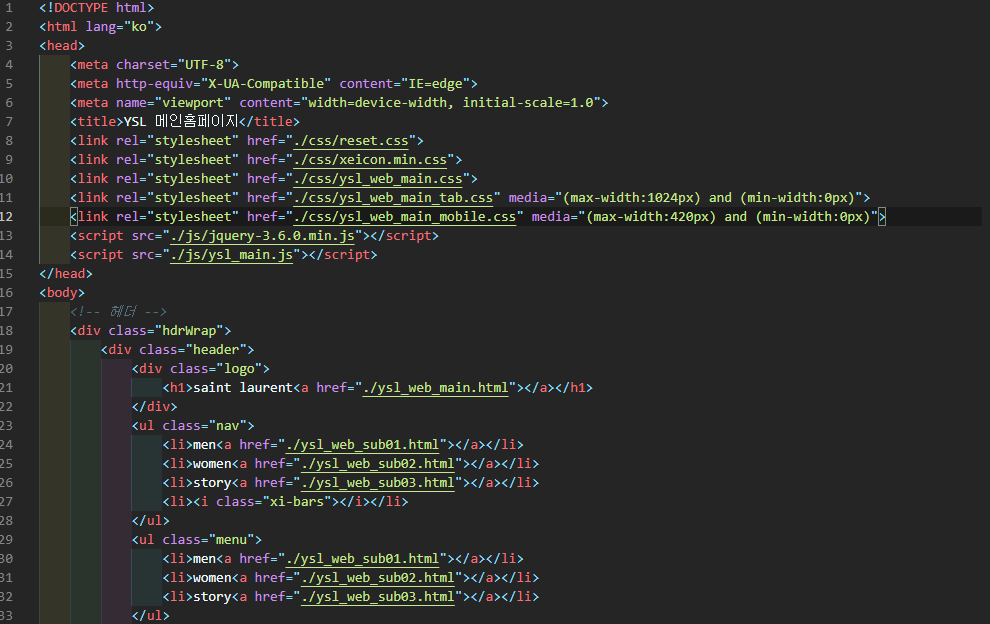 1 <!DOCTYPE html>
2 <html lang="ko">
3 <head>
4 <meta charset="UTF-8">
5 <meta http-equiv="X-UA-Compatible" content="IE=edge">
6 <meta name="viewport" content="width=device-width, initial-scale=1.0">
7 <title>YSL 메인홈페이지</title>
8 <link rel="stylesheet" href="./css/reset.css">
9 <link rel="stylesheet" href="./css/xeicon.min.css">
10 <link rel="stylesheet" href="./css/ysl_web_main.css">
11 <link rel="stylesheet" href="./css/ysl_web_main_tab.css" media="(max-width:1024px) and (min-width:0px)">
12 <link rel="stylesheet" href="./css/ysl_web_main_mobile.css" media="(max-width:420px) and (min-width:0px)">
13 <script src="./js/jquery-3.6.0.min.js"></script>
14 <script src="./js/ysl_main.js"></script>
15 </head>
16 <body>
17 <!-- 헤더 -->
18 <div class="hdrWrap">
19 <div class="header">
20 <div class="logo">
21 <h1>saint laurent<a href="./ysl_web_main.html"></a></h1>
22 </div>
23 <ul class="nav">
24 <li>men<a href="./ysl_web_sub01.html"></a></li>
25 <li>women<a href="./ysl_web_sub02.html"></a></li>
26 <li>story<a href="./ysl_web_sub03.html"></a></li>
27 <li><i class="xi-bars"></i></li>
28 </ul>
29 <ul class="menu">
30 <li>men<a href="./ysl_web_sub01.html"></a></li>
31 <li>women<a href="./ysl_web_sub02.html"></a></li>
32 <li>story<a href="./ysl_web_sub03.html"></a></li>
33 </ul>